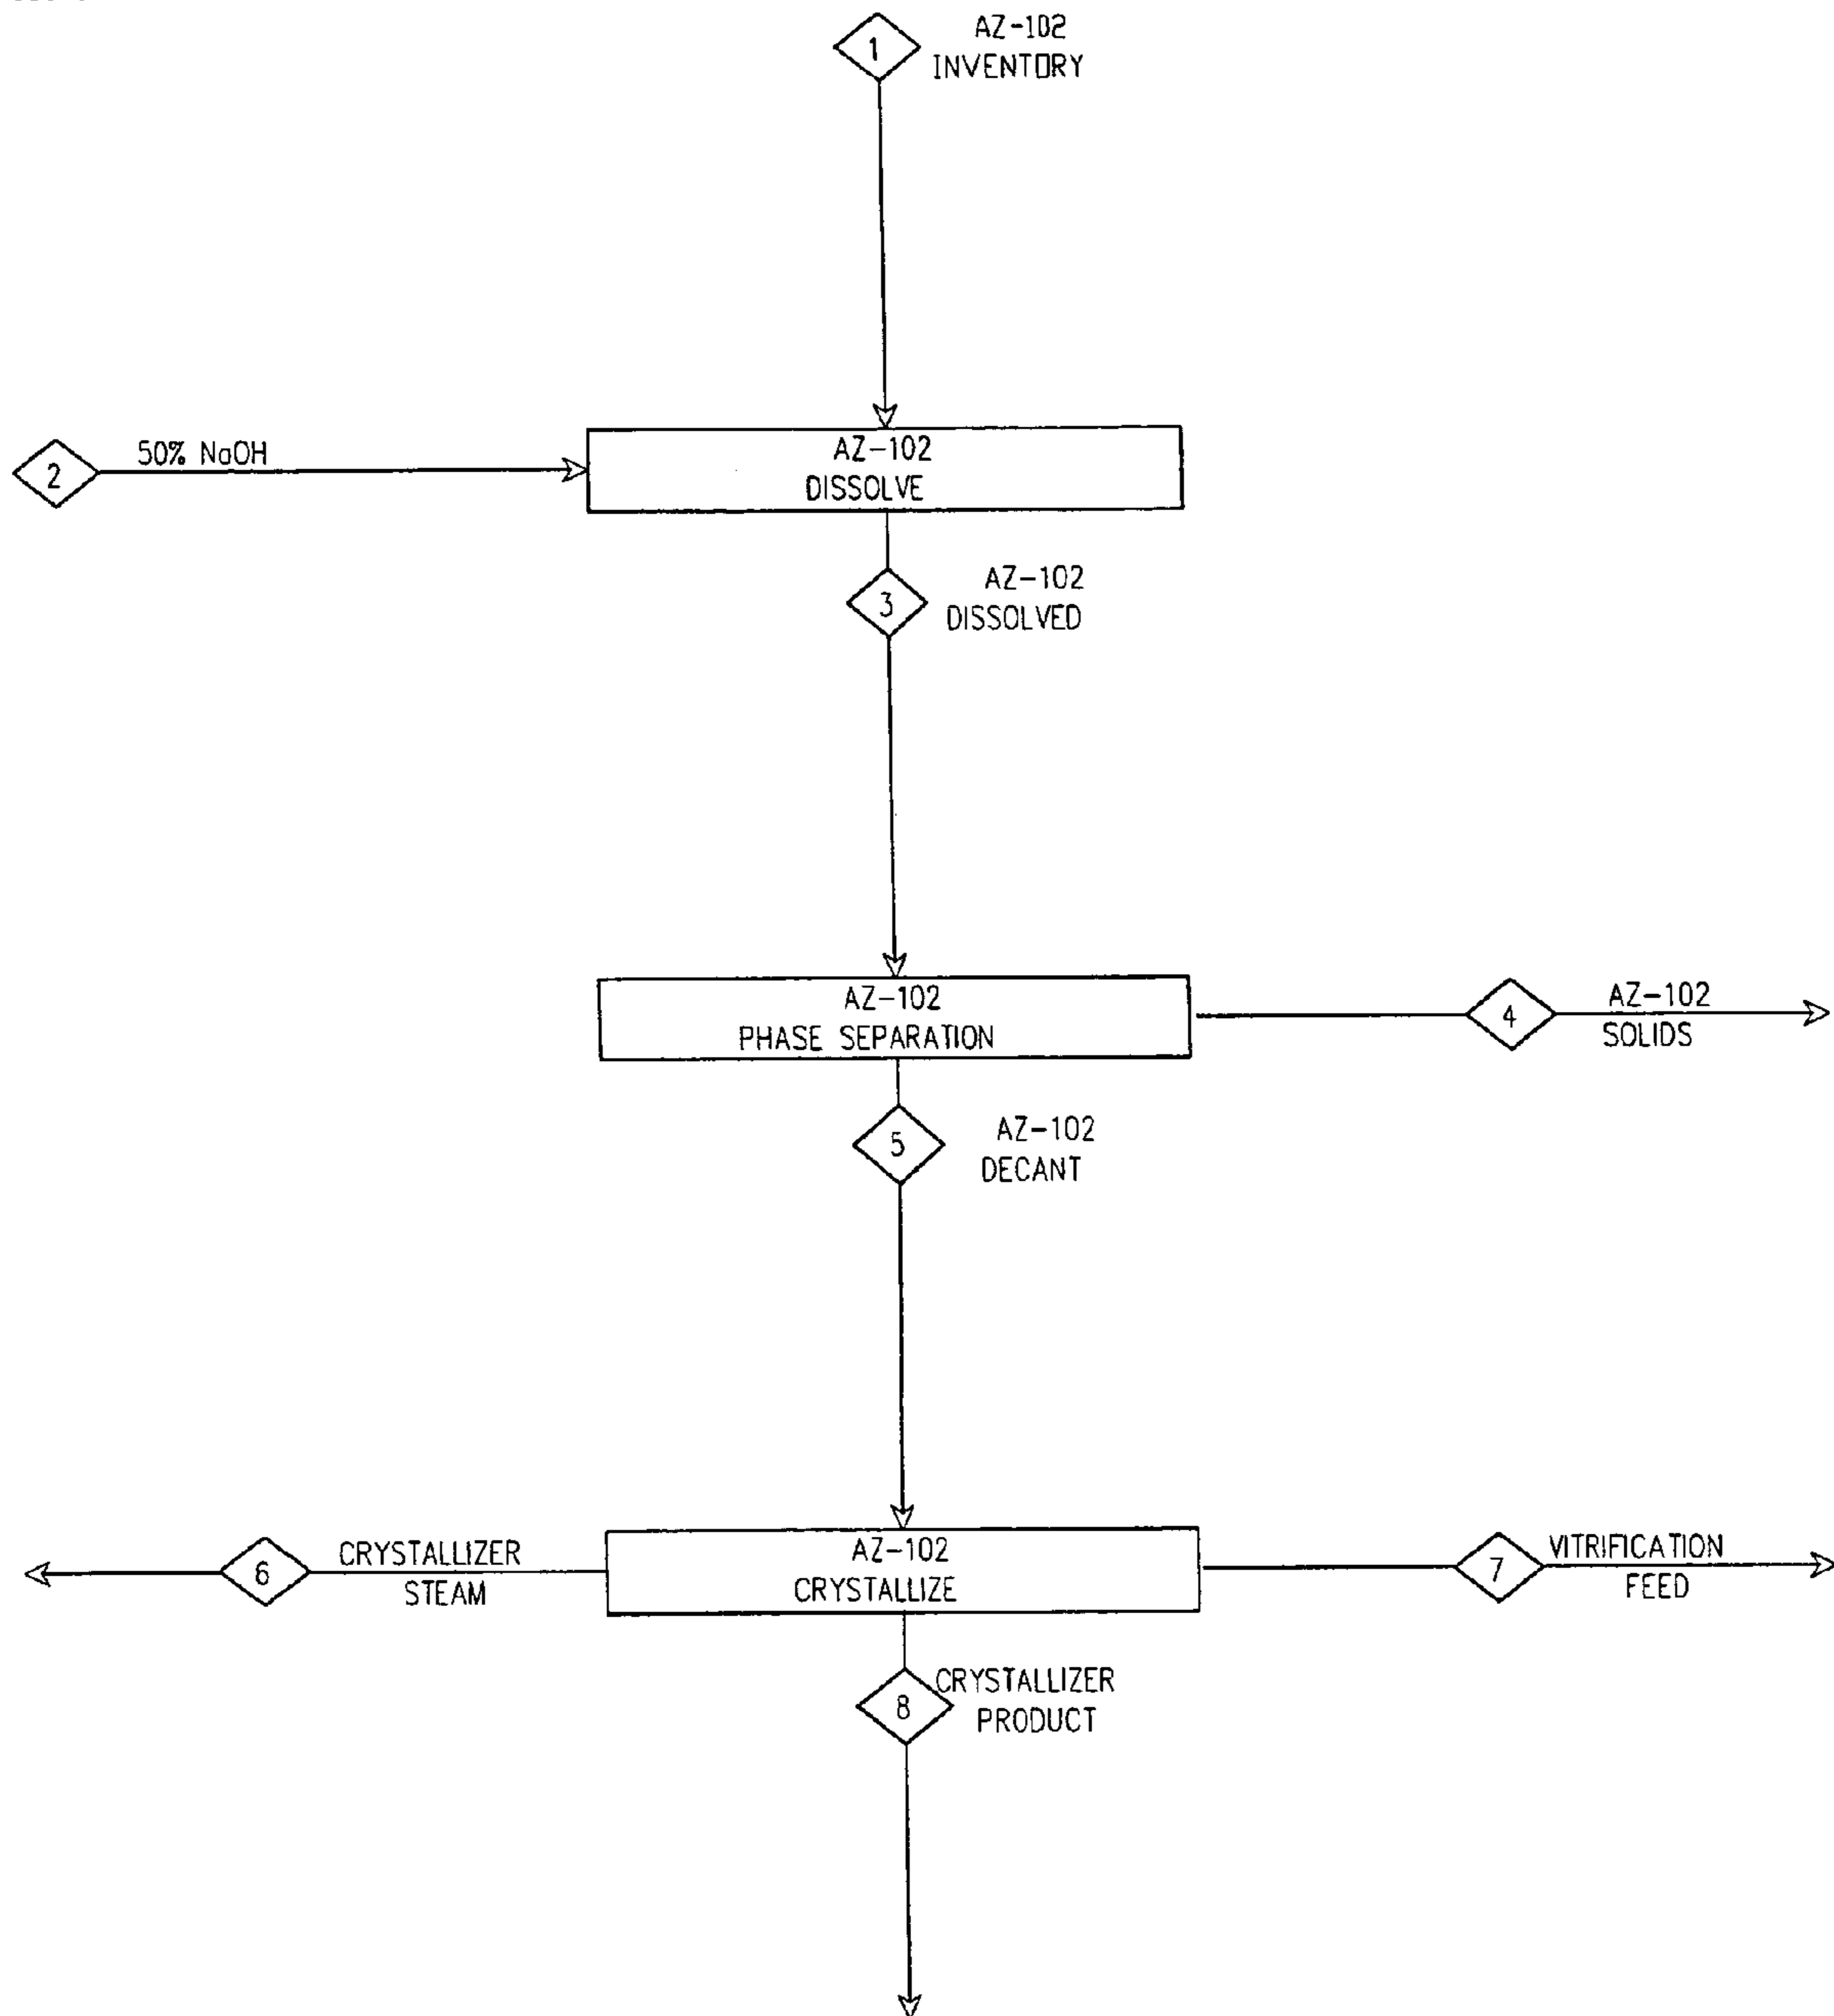 1
AZ-102
INVENTORY
2
50% NaOH
AZ-102
DISSOLVE
3
AZ-102
DISSOLVED
AZ-102
PHASE SEPARATION
4
AZ-102
SOLIDS
5
AZ-102
DECANT
6
CRYSTALLIZER
STEAM
AZ-102
CRYSTALLIZE
7
VITRIFICATION
FEED
8
CRYSTALLIZER
PRODUCT